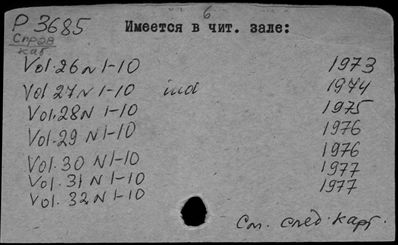 6
Р 3685 Имеется в чит. зале:
Справ
каб
Vol. 26 N 1-10 1973
Vol 27 N 1-10 ind 1974
Vol. 28 N 1-10 1975
Vol. 29 N 1-10 1976
Vol. 30 N 1-10 1976
Vol. 31 N 1-10 1977
Vol. 32 N 1-10 1977
См. след. карт.